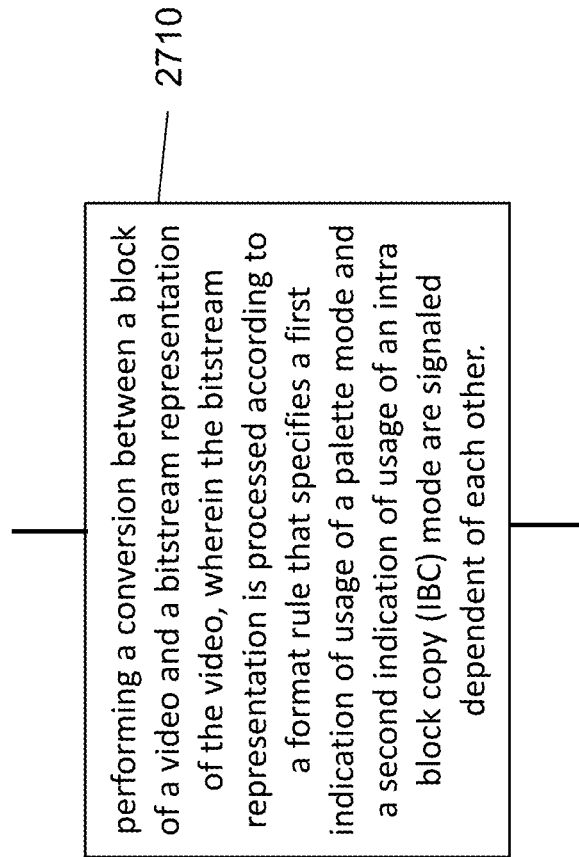 2710
performing a conversion between a block
of a video and a bitstream representation
of the video, wherein the bitstream
representation is processed according to
a format rule that specifies a first
indication of usage of a palette mode and
a second indication of usage of an intra
block copy (IBC) mode are signaled
dependent of each other.